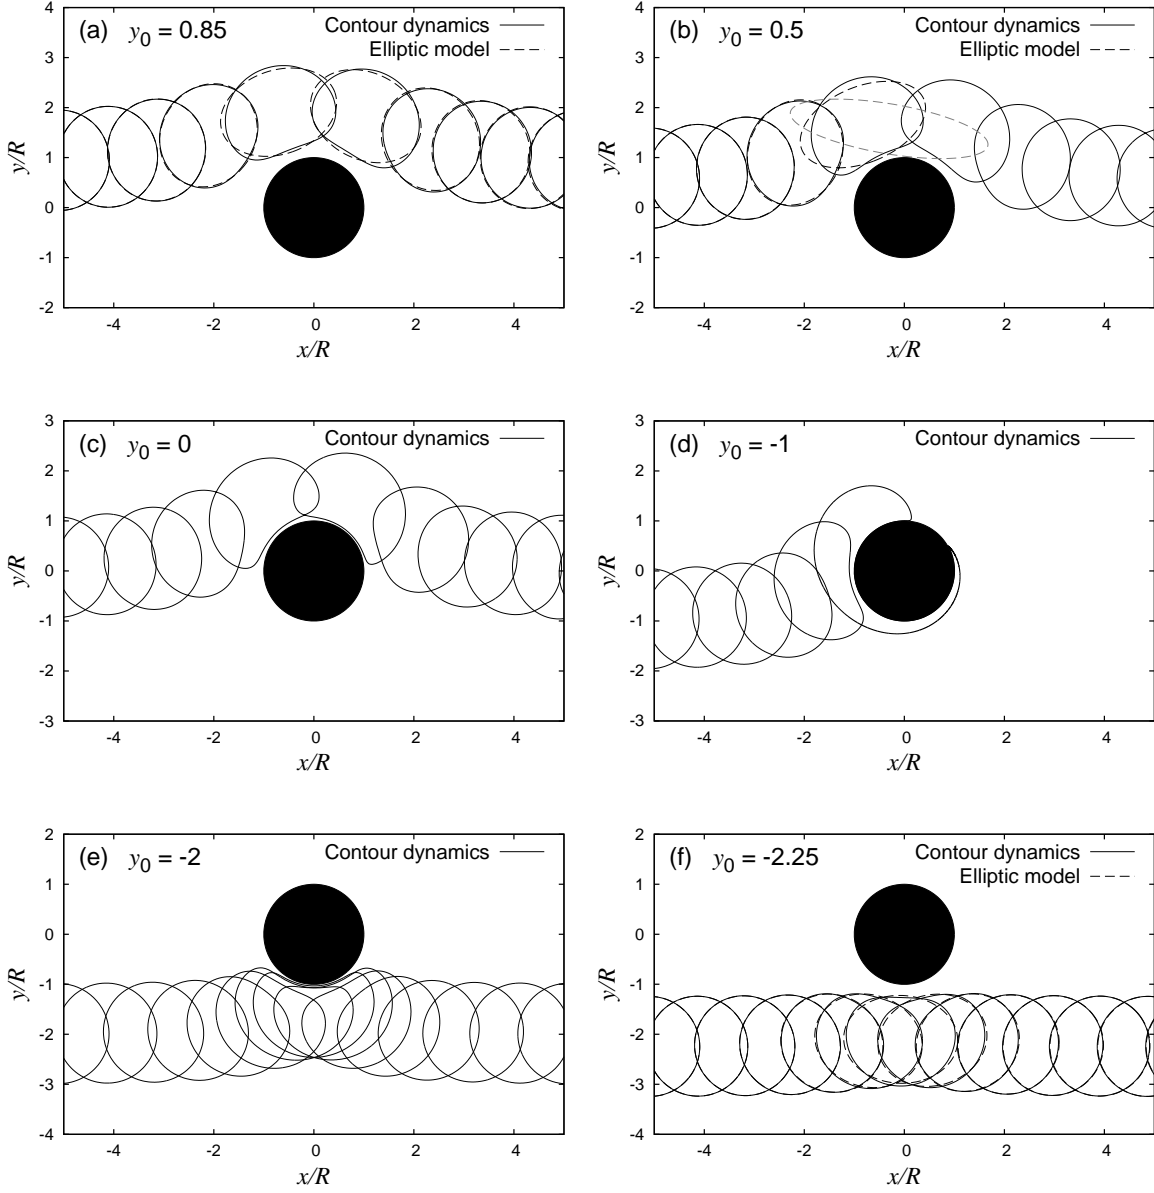 (a) y0 = 0.85
Contour dynamics
Elliptic model
4
3
2
1
0
-1
-2
-4
-2
0
2
4
y/R
x/R
(b) y0 = 0.5
Contour dynamics
Elliptic model
4
3
2
1
0
-1
-2
-4
-2
0
2
4
y/R
x/R
(c) y0 = 0
Contour dynamics
3
2
1
0
-1
-2
-3
-4
-2
0
2
4
y/R
x/R
(d) y0 = -1
Contour dynamics
3
2
1
0
-1
-2
-3
-4
-2
0
2
4
y/R
x/R
(e) y0 = -2
Contour dynamics
2
1
0
-1
-2
-3
-4
-4
-2
0
2
4
y/R
x/R
(f) y0 = -2.25
Contour dynamics
Elliptic model
2
1
0
-1
-2
-3
-4
-4
-2
0
2
4
y/R
x/R